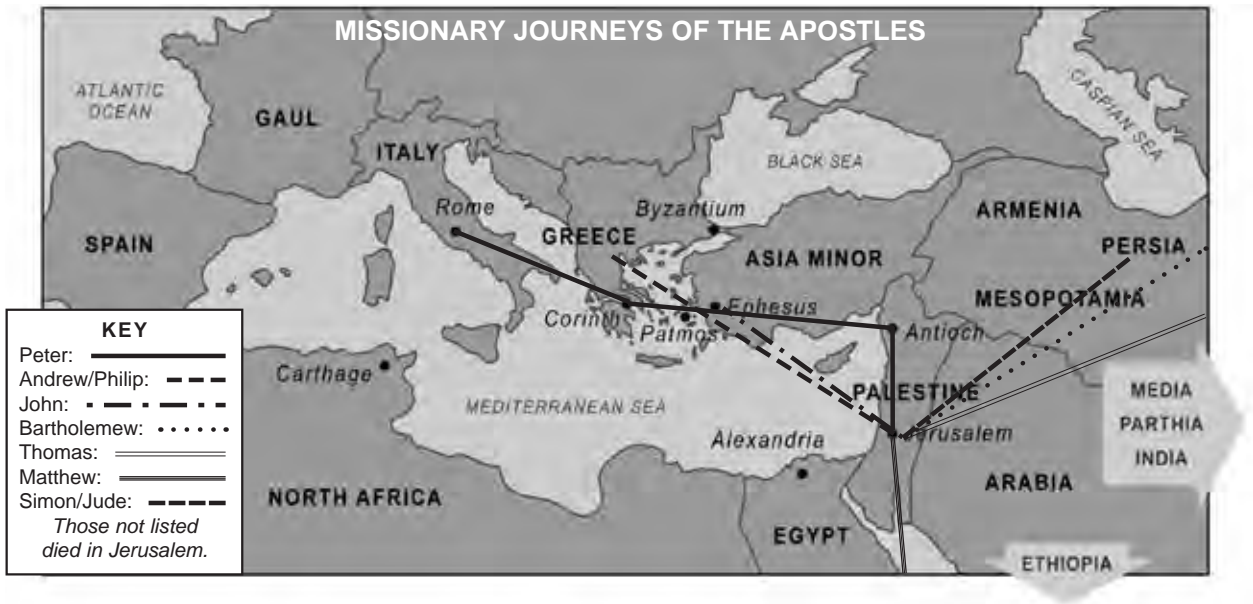 MISSIONARY JOURNEYS OF THE APOSTLES
ATLANTIC
OCEAN
GAUL
ITALY
BLACK SEA
CASPIAN SEA
SPAIN
Rome
GREECE
Byzantium
ASIA MINOR
ARMENIA
PERSIA
MESOPOTAMIA
Corinth
Patmos
Ephesus
Antioch
Carthage
MEDITERRANEAN SEA
PALESTINE
Jerusalem
Alexandria
NORTH AFRICA
EGYPT
ARABIA
MEDIA
PARTHIA
INDIA
ETHIOPIA
KEY
Peter:
Andrew/Philip:
John:
Bartholemew:
Thomas:
Matthew:
Simon/Jude:
Those not listed
died in Jerusalem.